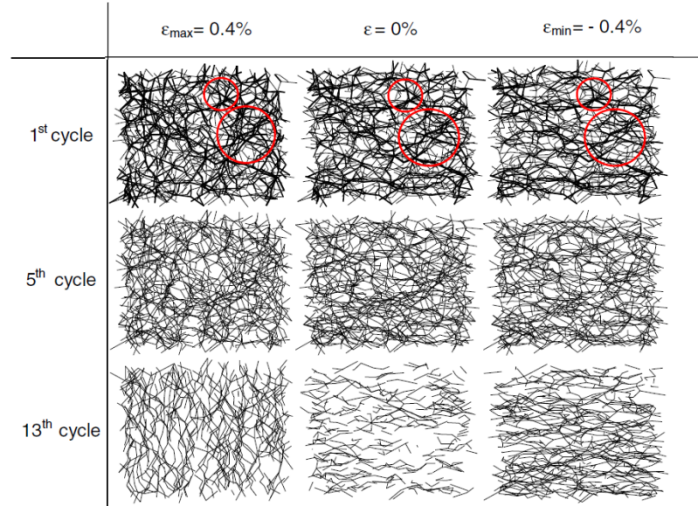 εmax= 0.4% ε= 0% εmin= - 0.4%
1st cycle
5th cycle
13th cycle